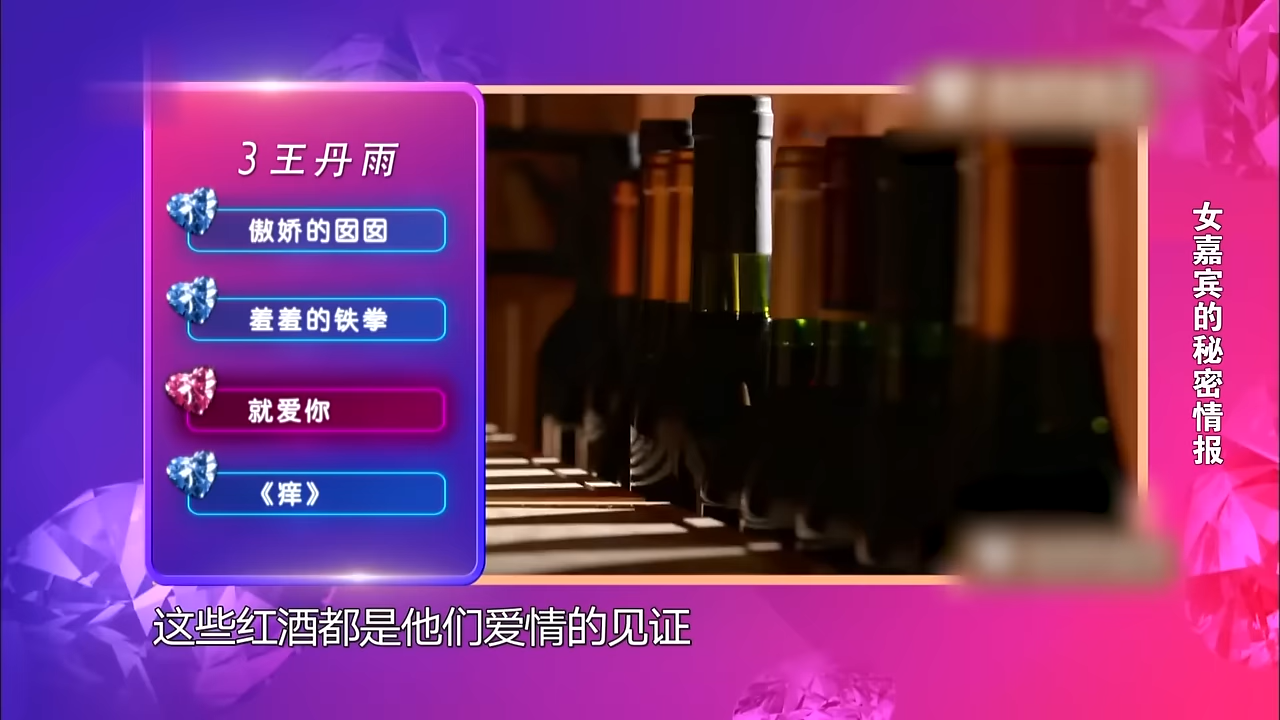 3 王丹雨
傲娇的囡囡
羞羞的铁拳
就爱你
《痒》
女嘉宾的秘密情报
这些红酒都是他们爱情的见证